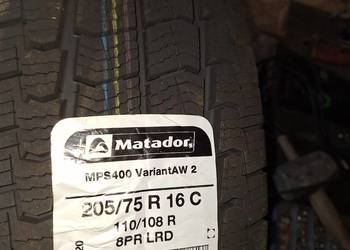 Matador
MPS400 VariantAW 2
205/75 R 16 C
110/108 R
8PR LRD